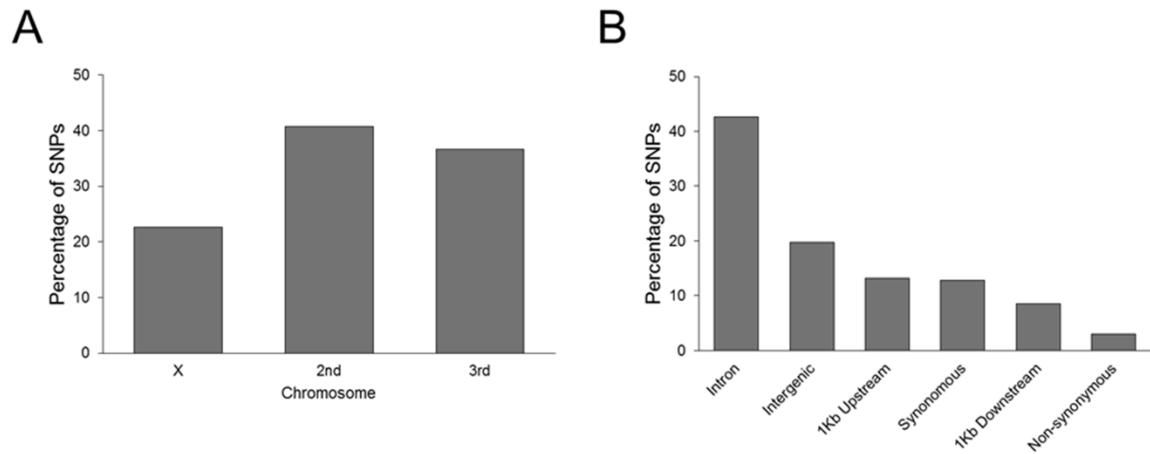 A
B
Percentage of SNPs
50
40
30
20
10
0
X
2nd
3rd
Chromosome
Percentage of SNPs
50
40
30
20
10
0
Intron
Intergenic
1Kb Upstream
Synonomous
1Kb Downstream
Non-synonymous